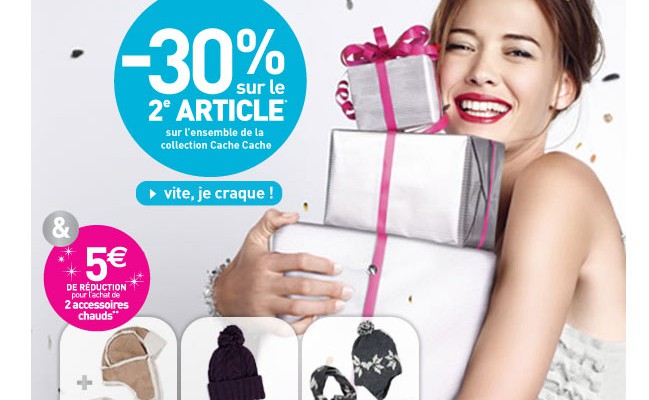 -30%
sur le
2e ARTICLE*
sur l'ensemble de la
collection Cache Cache
vite, je craque !
&
5€
DE RÉDUCTION
pour l'achat de
2 accessoires
chauds**
+